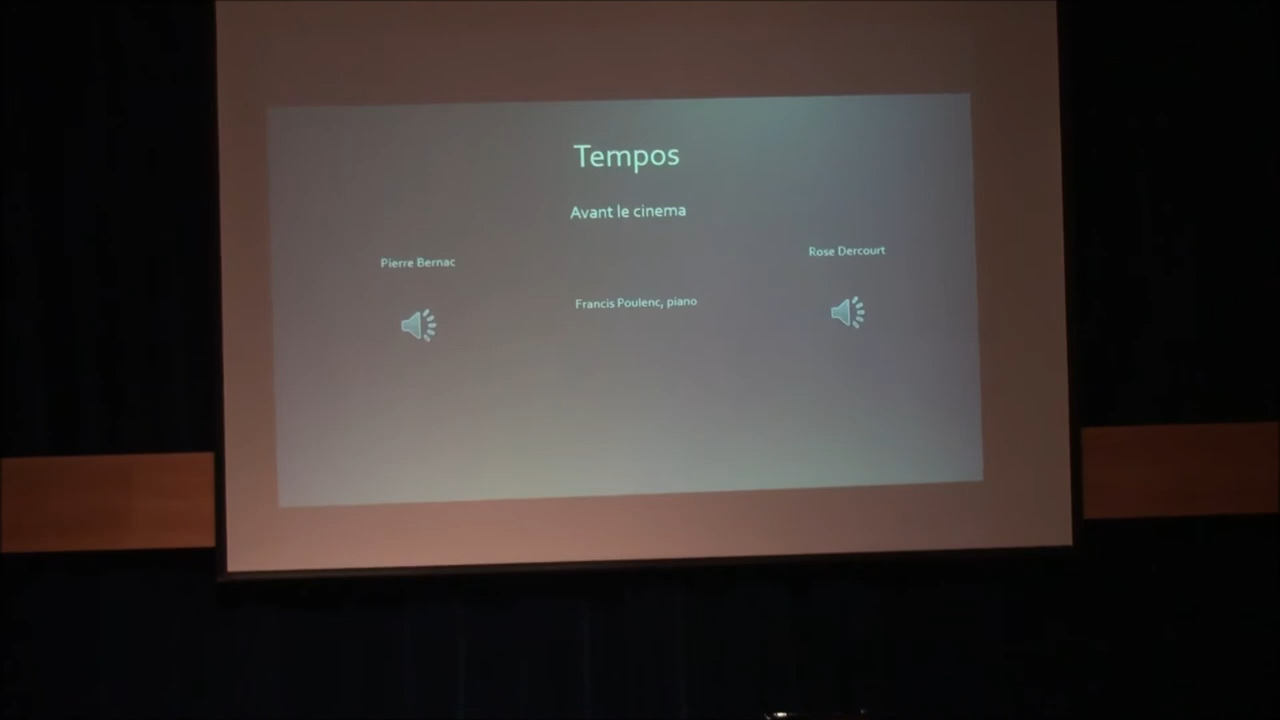 Tempos
Avant le cinema
Pierre Bernac
Rose Dercourt
Francis Poulenc, piano